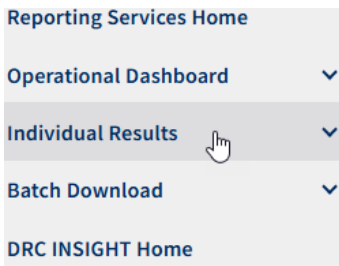 Reporting Services Home
Operational Dashboard
Individual Results
Batch Download
DRC INSIGHT Home